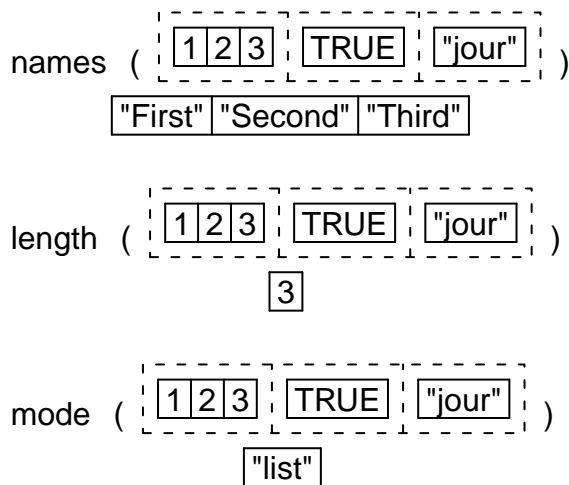 names ( 1 2 3 TRUE "jour" )
"First" "Second" "Third"
length ( 1 2 3 TRUE "jour" )
3
mode ( 1 2 3 TRUE "jour" )
"list"